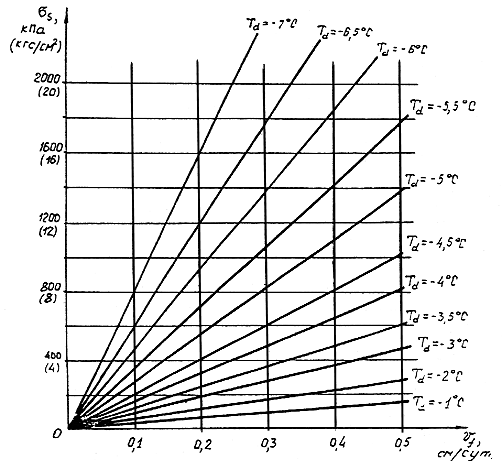 σs,
кПа
(кгс/см²)
2000
(20)
1600
(16)
1200
(12)
800
(8)
400
(4)
0
0,1
0,2
0,3
0,4
0,5
см/сут.
Td=-7°C
Td=-6,5°C
Td=-6°C
Td=-5,5°C
Td=-5°C
Td=-4,5°C
Td=-4°C
Td=-3,5°C
Td=-3°C
Td=-2°C
=-1°C